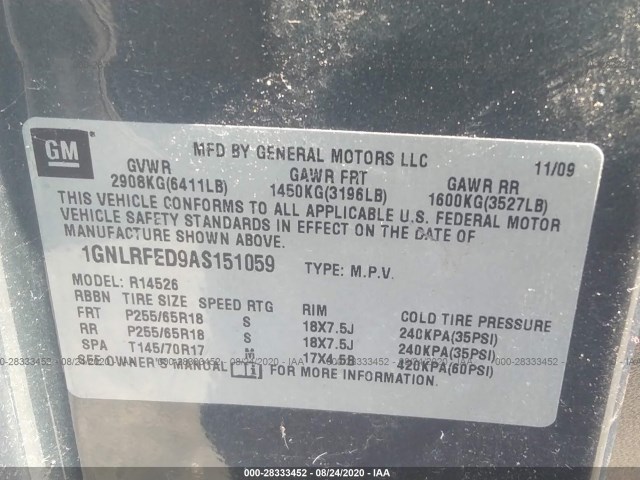 GM
MFD BY GENERAL MOTORS LLC 11/09
GVWR GAWR FRT GAWR RR
2908KG(6411LB) 1450KG(3196LB) 1600KG(3527LB)
THIS VEHICLE CONFORMS TO ALL APPLICABLE U.S. FEDERAL MOTOR
VEHICLE SAFETY STANDARDS IN EFFECT ON THE DATE OF
MANUFACTURE SHOWN ABOVE.
1GNLRFED9AS151059 TYPE: M.P.V.
MODEL: R14526
RBBN TIRE SIZE SPEED RTG RIM COLD TIRE PRESSURE
FRT P255/65R18 S 18X7.5J 240KPA(35PSI)
RR P255/65R18 S 18X7.5J 240KPA(35PSI)
SPA T145/70R17 M 17X4.5B 420KPA(60PSI)
SEE OWNER'S MANUAL i FOR MORE INFORMATION.
000-28333452 - 08/24/2020 - IAA